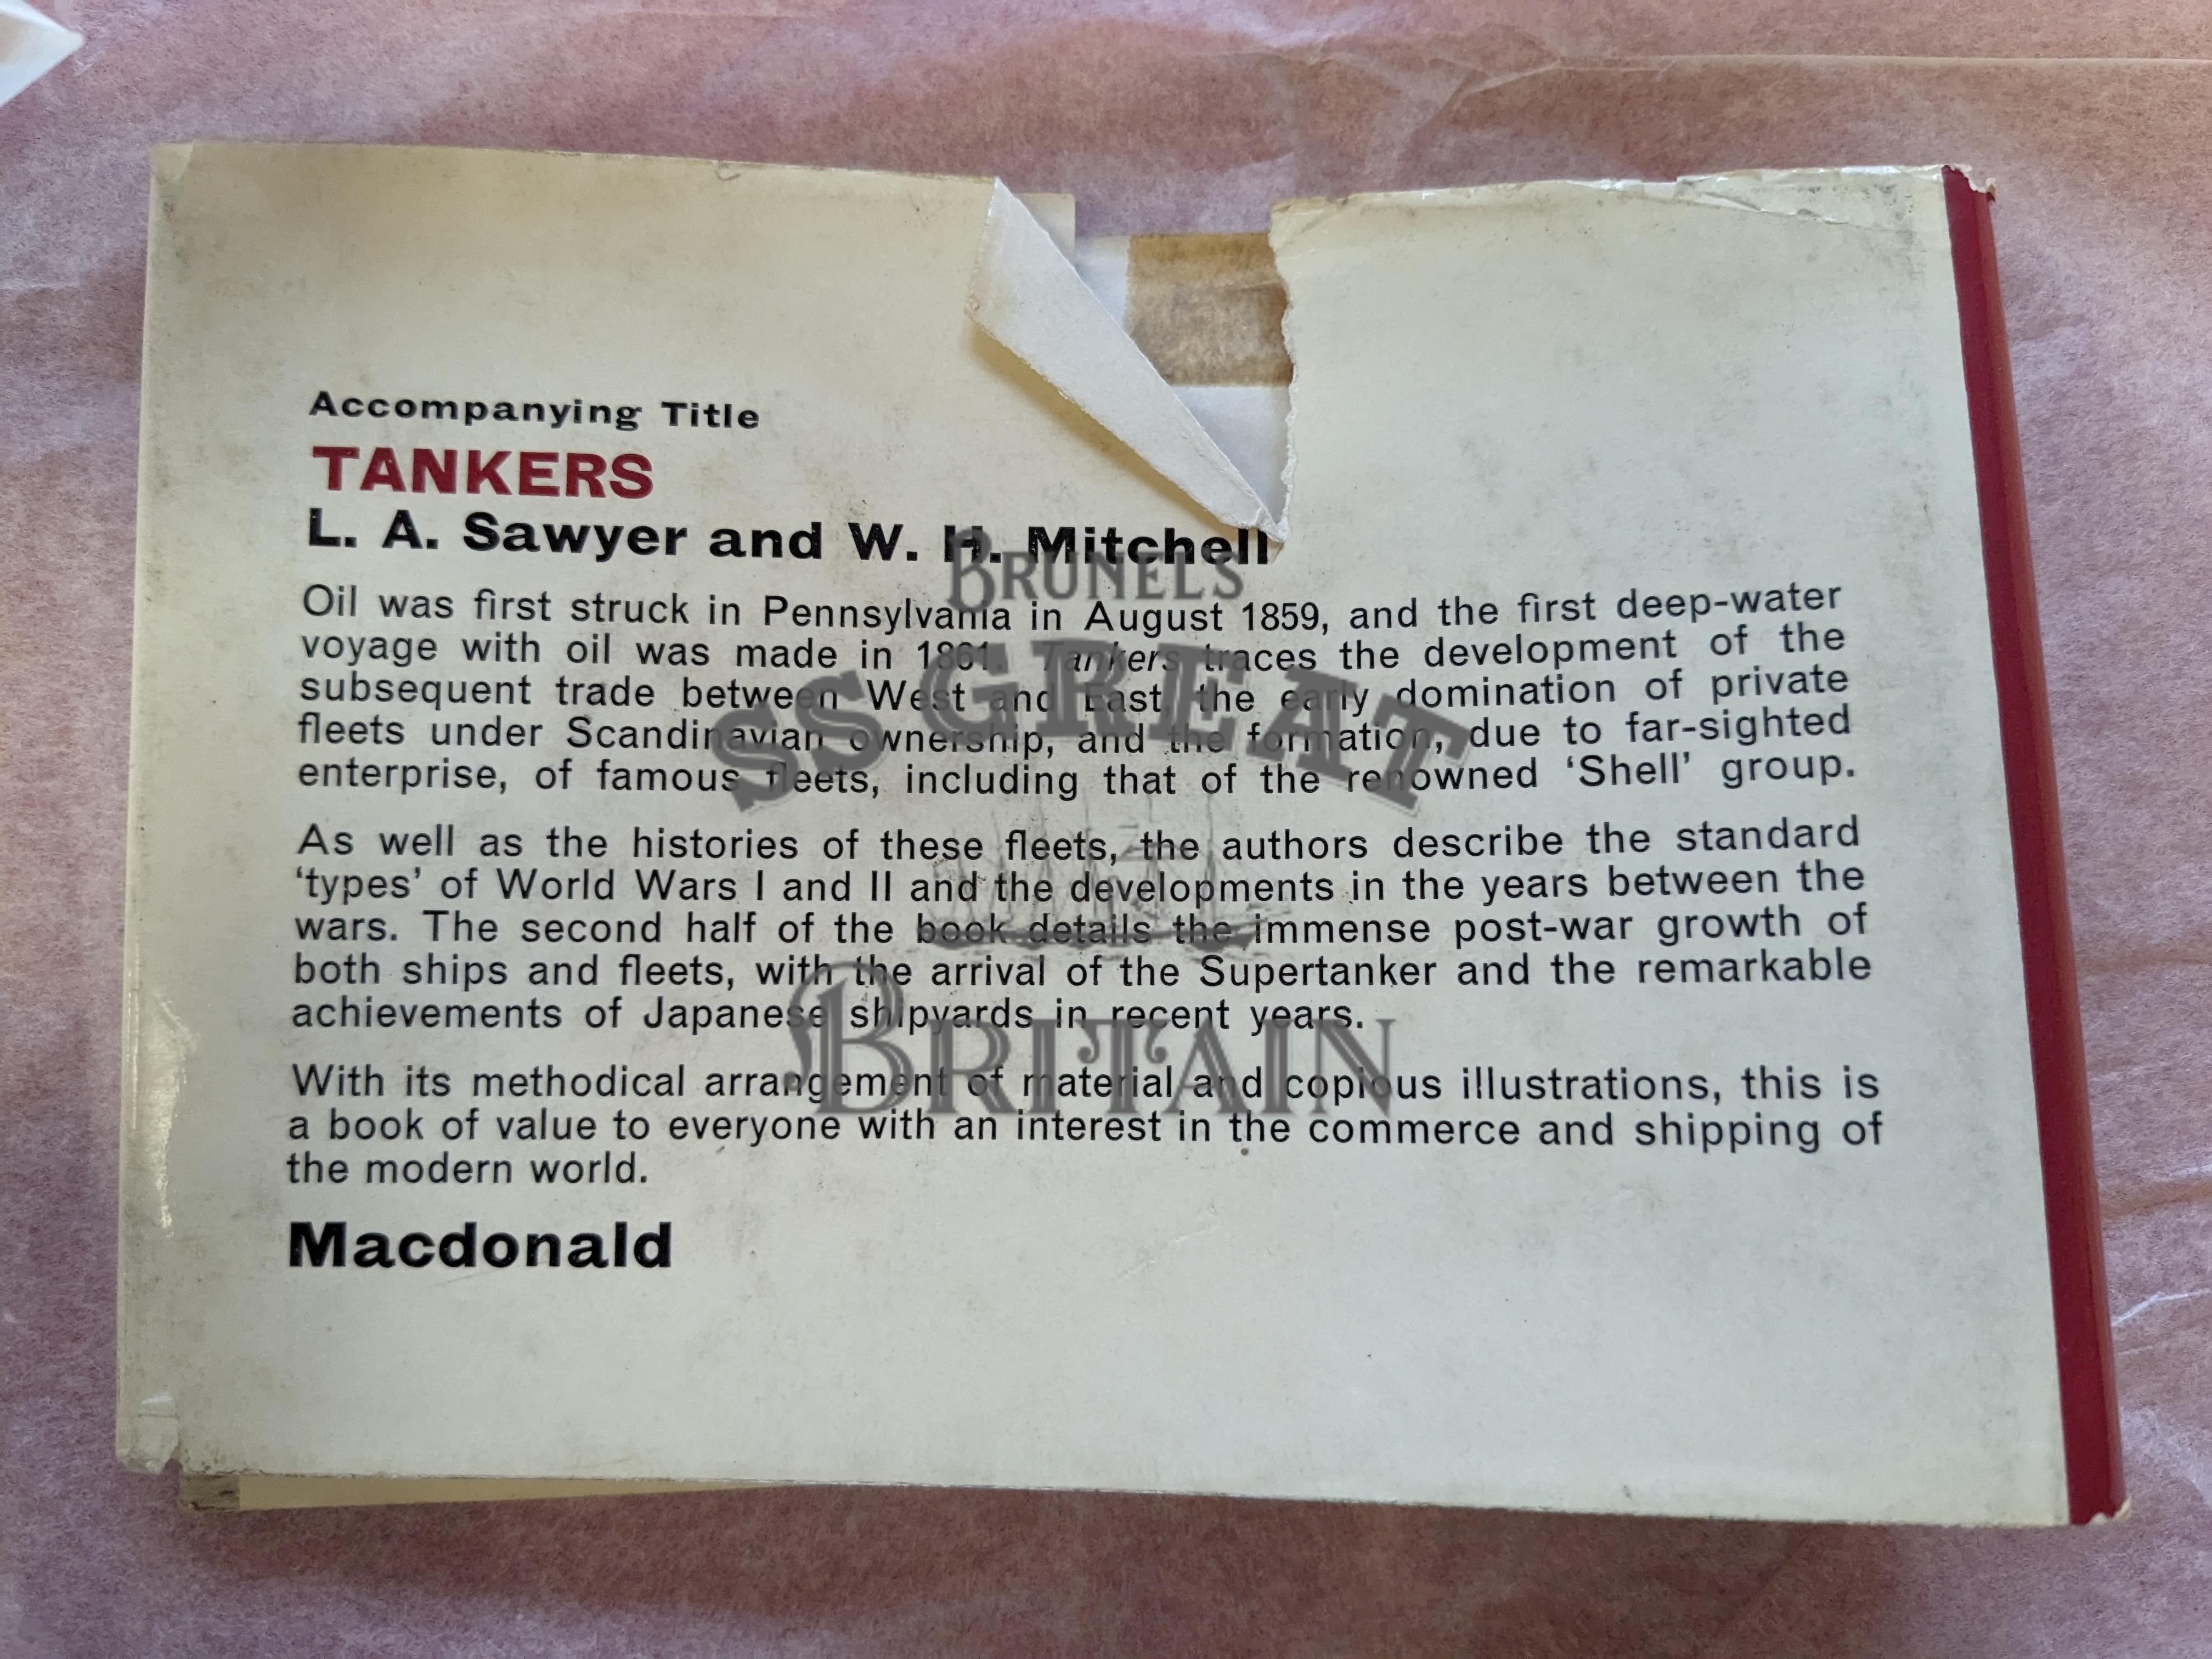 Accompanying Title
TANKERS
L. A. Sawyer and W. H. Mitchell
Oil was first struck in Pennsylvania in August 1859, and the first deep-water
voyage with oil was made in 1861. Tankers traces the development of the
subsequent trade between West and East, the early domination of private
fleets under Scandinavian ownership, and the formation, due to far-sighted
enterprise, of famous fleets, including that of the renowned ‘Shell’ group.
As well as the histories of these fleets, the authors describe the standard
‘types’ of World Wars I and II and the developments in the years between the
wars. The second half of the book details the immense post-war growth of
both ships and fleets, with the arrival of the Supertanker and the remarkable
achievements of Japanese shipyards in recent years.
With its methodical arrangement of material and copious illustrations, this is
a book of value to everyone with an interest in the commerce and shipping of
the modern world.
Macdonald
BRUNELS
SS GREAT
BRITAIN